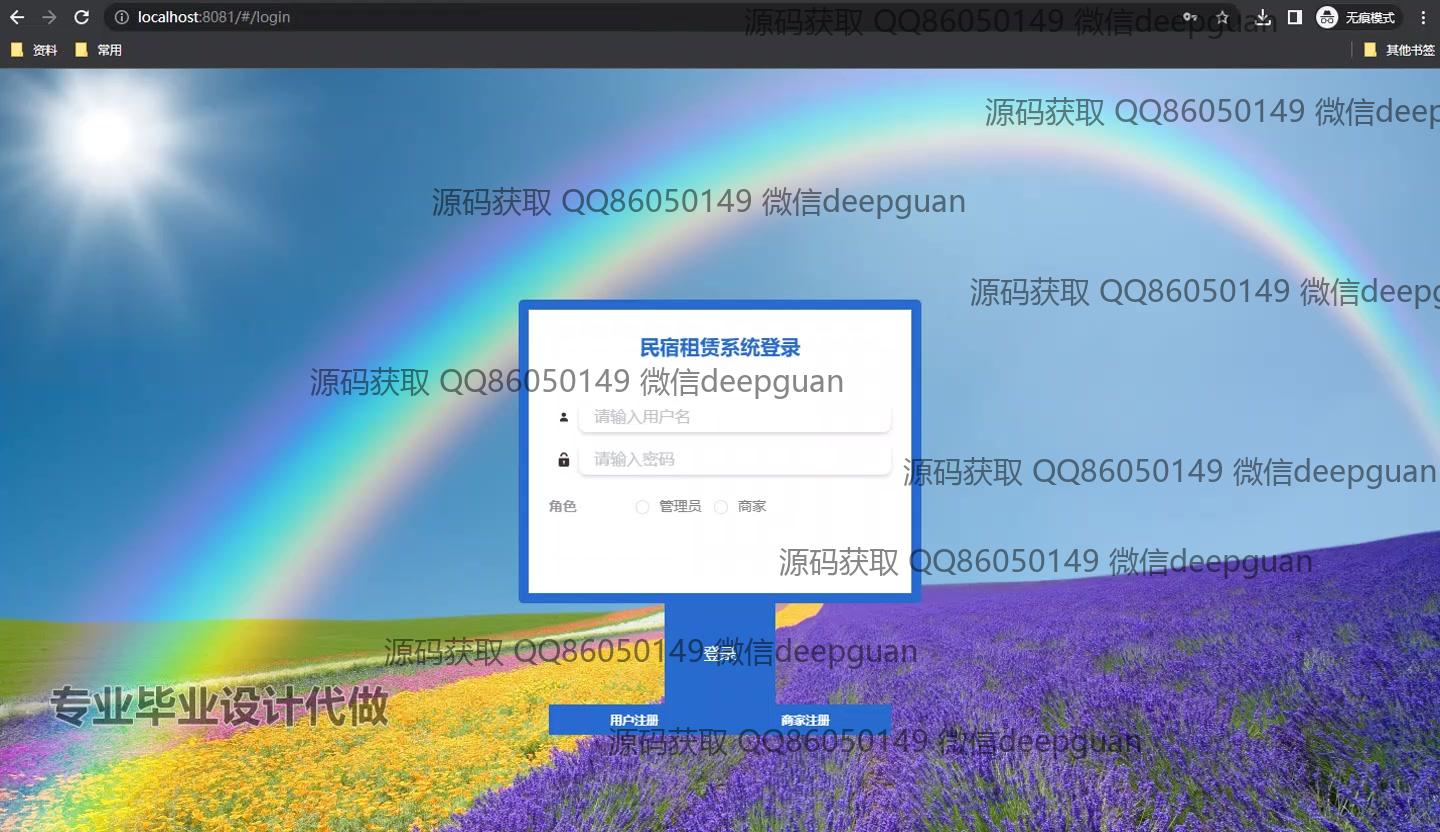 localhost:8081/#/login
无痕模式
源码获取 QQ86050149 微信deepguan
资料
常用
其他书签
源码获取 QQ86050149 微信deep
源码获取 QQ86050149 微信deepguan
源码获取 QQ86050149 微信deepg
民宿租赁系统登录
源码获取 QQ86050149 微信deepguan
请输入用户名
请输入密码
源码获取 QQ86050149 微信deepguan
角色
管理员
商家
源码获取 QQ86050149 微信deepguan
源码获取 QQ86050149 微信deepguan
登录
专业毕业设计代做
用户注册
商家注册
源码获取 QQ86050149 微信deepguan